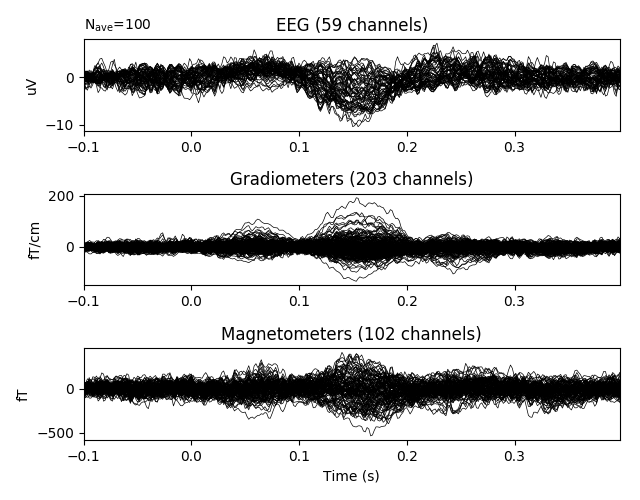 N_ave=100
EEG (59 channels)
uV
0
−10
−0.1 0.0 0.1 0.2 0.3
Gradiometers (203 channels)
fT/cm
200
0
−0.1 0.0 0.1 0.2 0.3
Magnetometers (102 channels)
fT
0
−500
−0.1 0.0 0.1 0.2 0.3
Time (s)